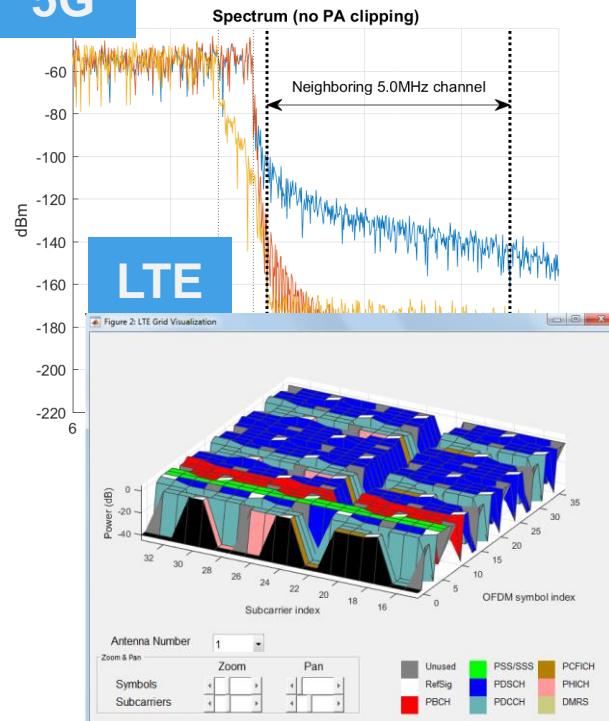 5G
Spectrum (no PA clipping)
Neighboring 5.0MHz channel
dBm
-60
-80
-100
-120
-140
-160
-180
-200
-220
6
LTE
Figure 2: LTE Grid Visualization
Power (dB)
0
-20
-40
32 30 28 26 24 22 20 18 16
Subcarrier index
0 5 10 15 20 25 30 35
OFDM symbol index
Antenna Number 1
Zoom & Pan
Zoom Pan
Symbols
Subcarriers
Unused PSS/SSS PCFICH
RefSig PDSCH PHICH
PBCH PDCCH DMRS